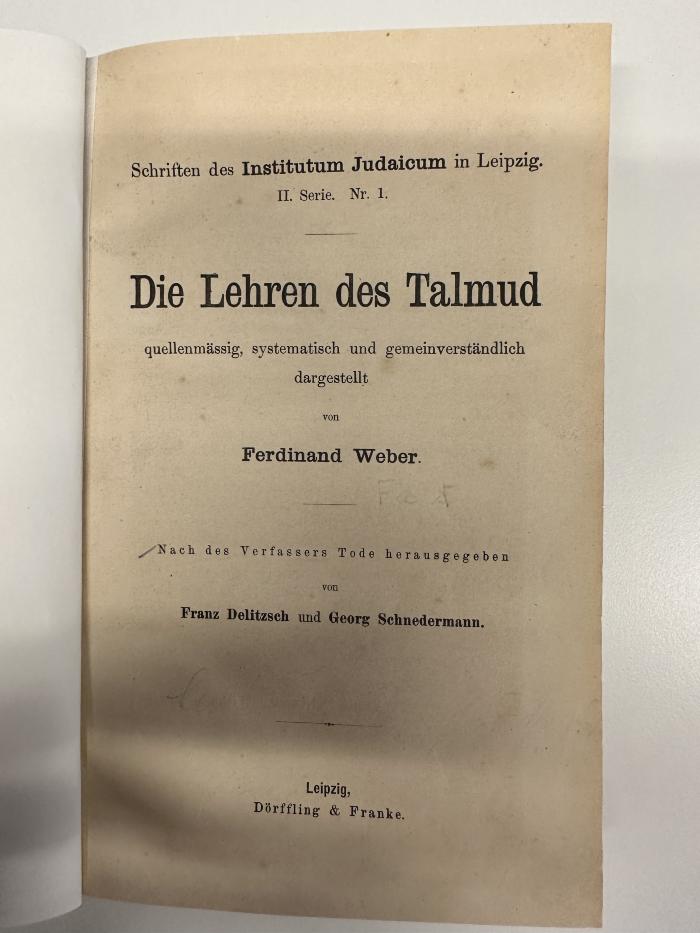 Schriften des Institutum Judaicum in Leipzig.
II. Serie. Nr. 1.
Die Lehren des Talmud
quellenmässig, systematisch und gemeinverständlich
dargestellt
von
Ferdinand Weber.
Nach des Verfassers Tode herausgegeben
von
Franz Delitzsch und Georg Schnedermann.
Leipzig,
Dörffling & Franke.